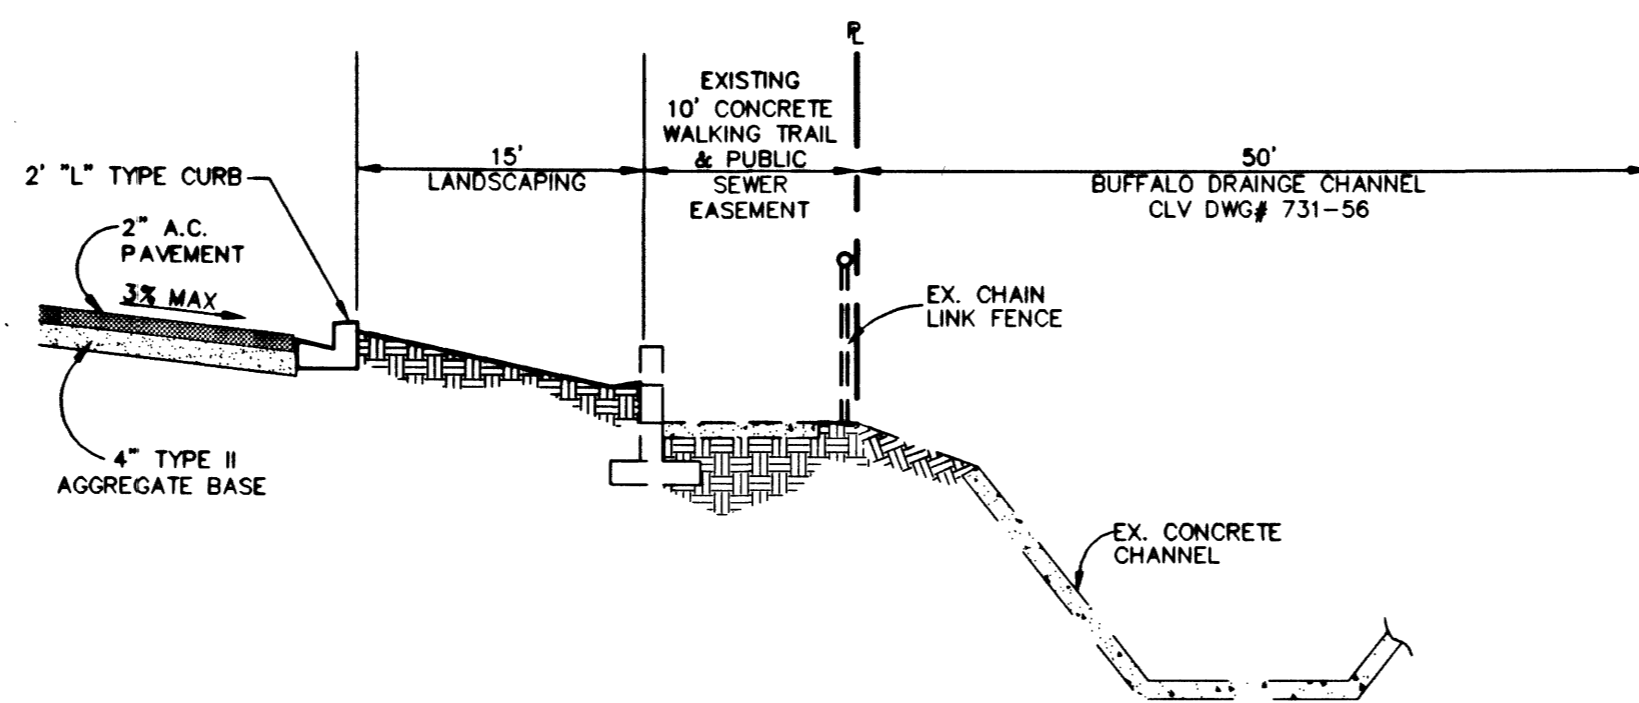 ℄
EXISTING
10' CONCRETE
WALKING TRAIL
& PUBLIC
SEWER
EASEMENT
15'
LANDSCAPING
50'
BUFFALO DRAINGE CHANNEL
CLV DWG# 731-56
2' "L" TYPE CURB
2" A.C.
PAVEMENT
3% MAX
EX. CHAIN
LINK FENCE
4" TYPE II
AGGREGATE BASE
EX. CONCRETE
CHANNEL